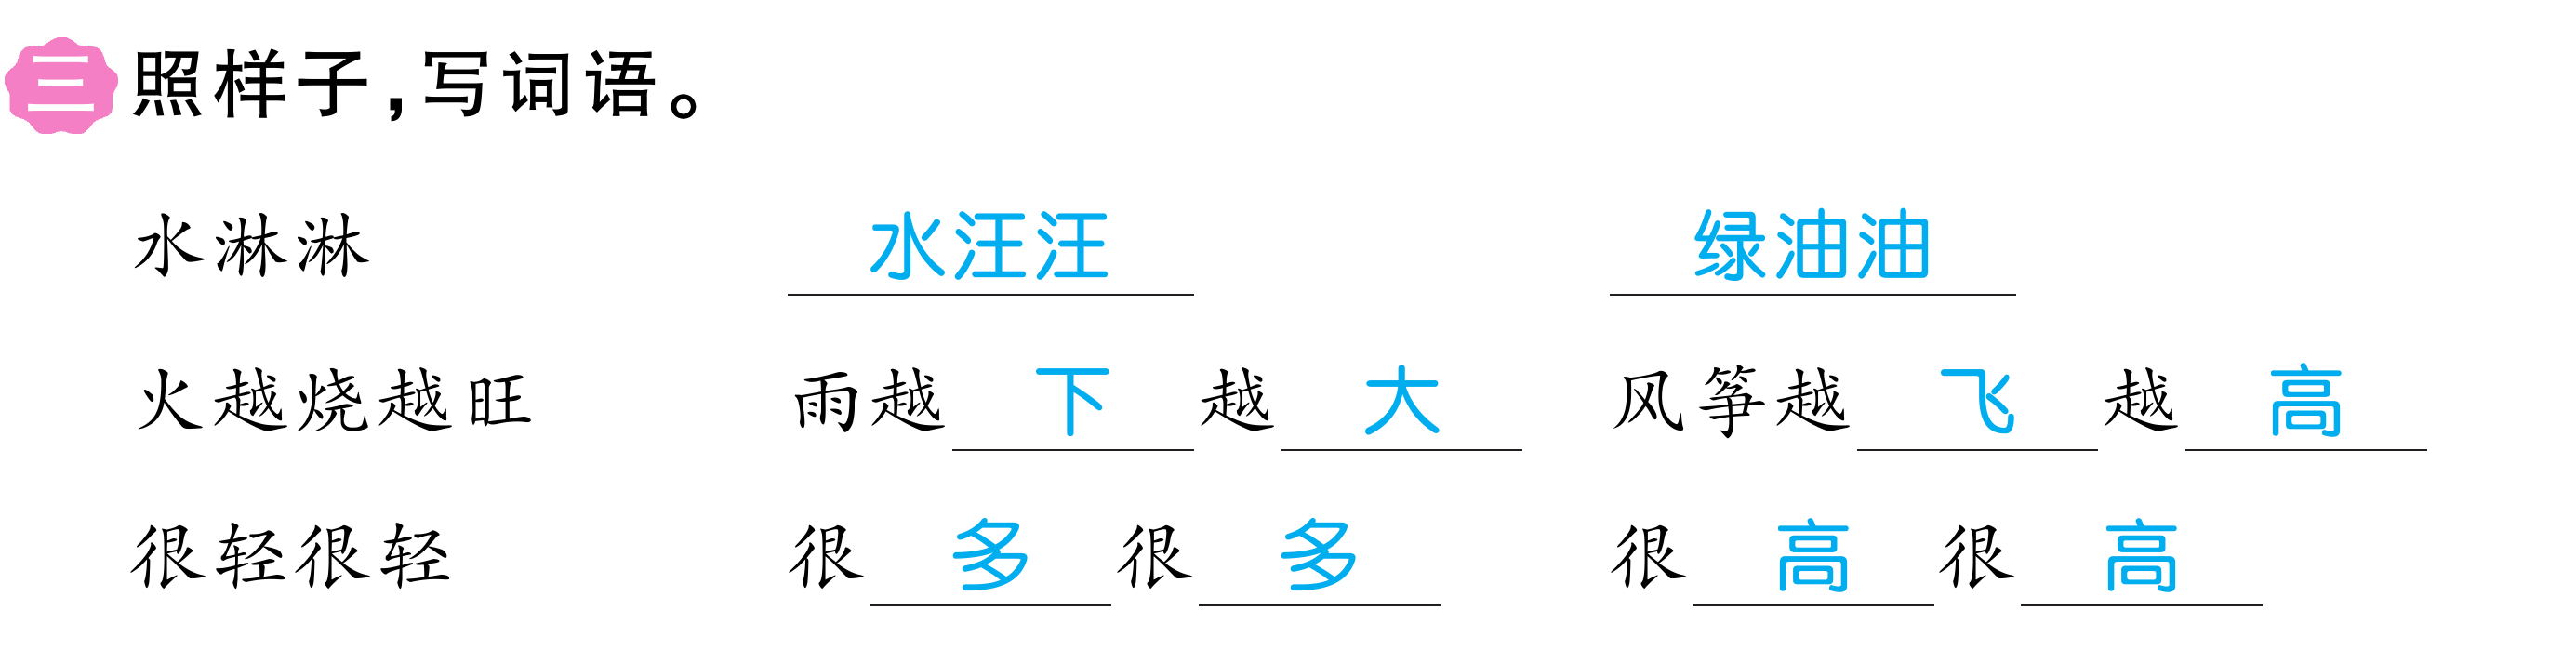 三 照样子,写词语。
水淋淋 水汪汪 绿油油
火越烧越旺 雨越下越大 风筝越飞越高
很轻很轻 很多很多 很高很高